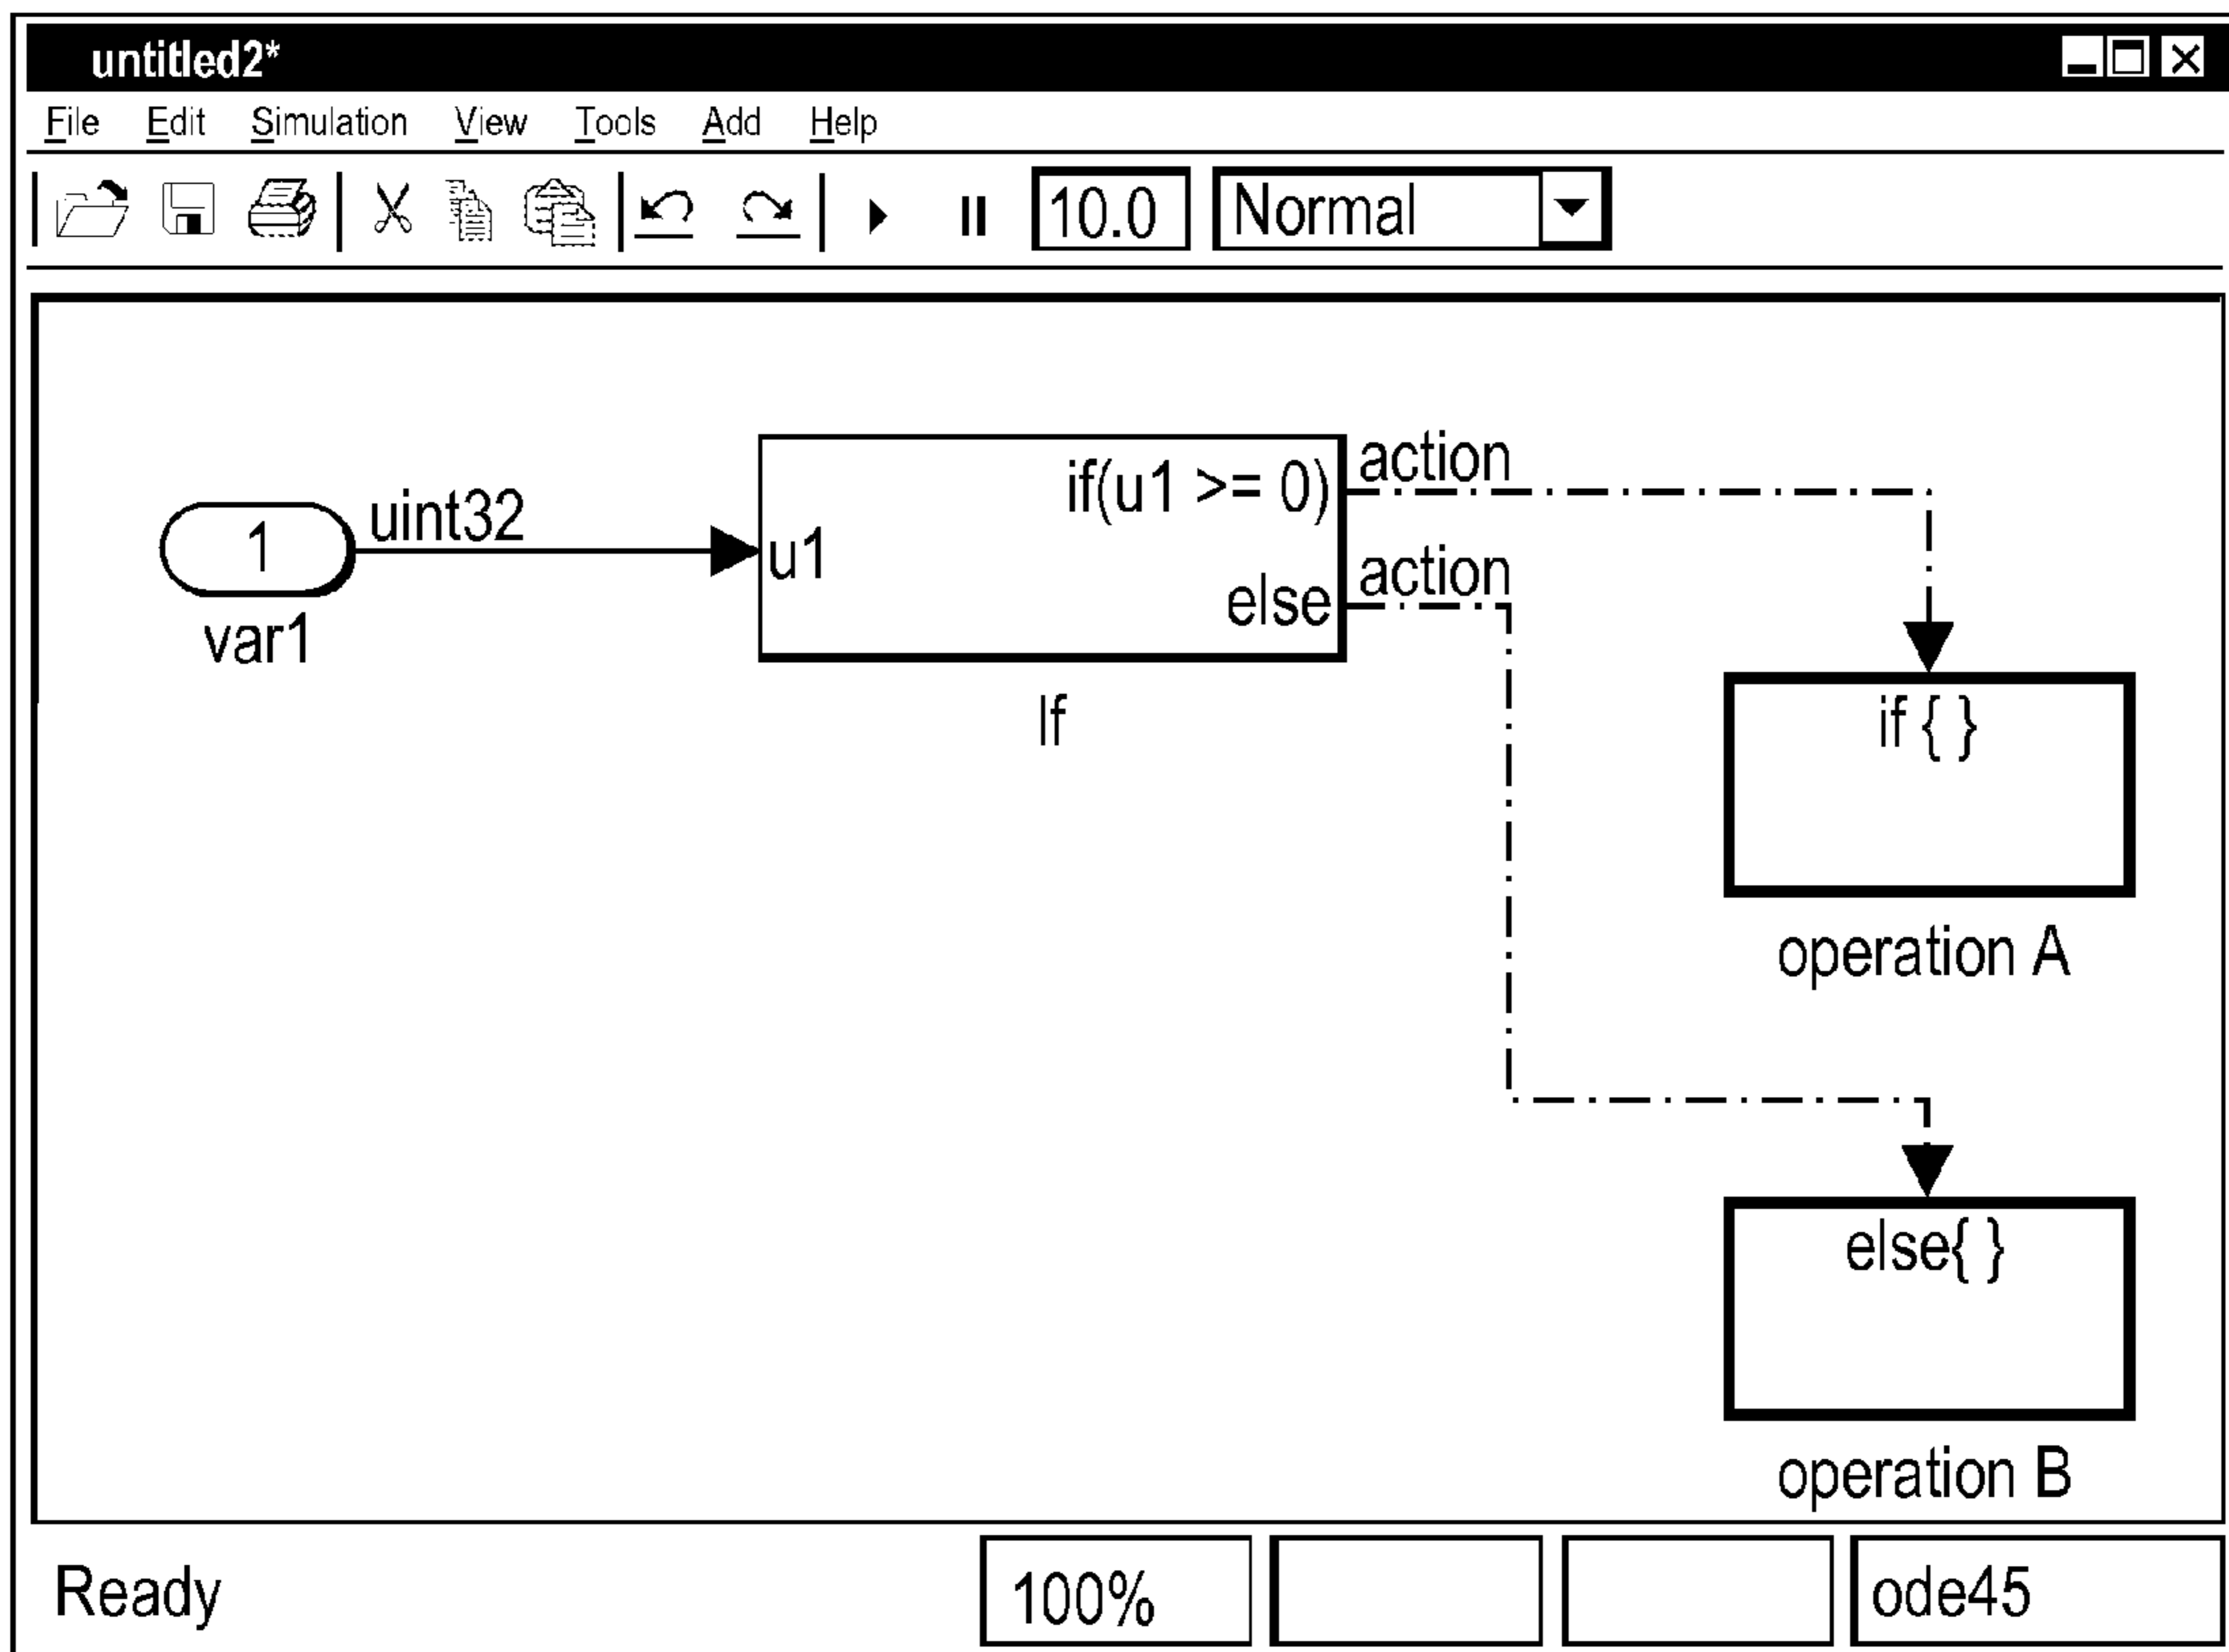 untitled2*
File Edit Simulation View Tools Add Help
10.0 Normal
action
if(u1 >= 0)
uint32
1
u1
action
else
var1
If
if { }
operation A
else{ }
operation B
Ready 100% ode45